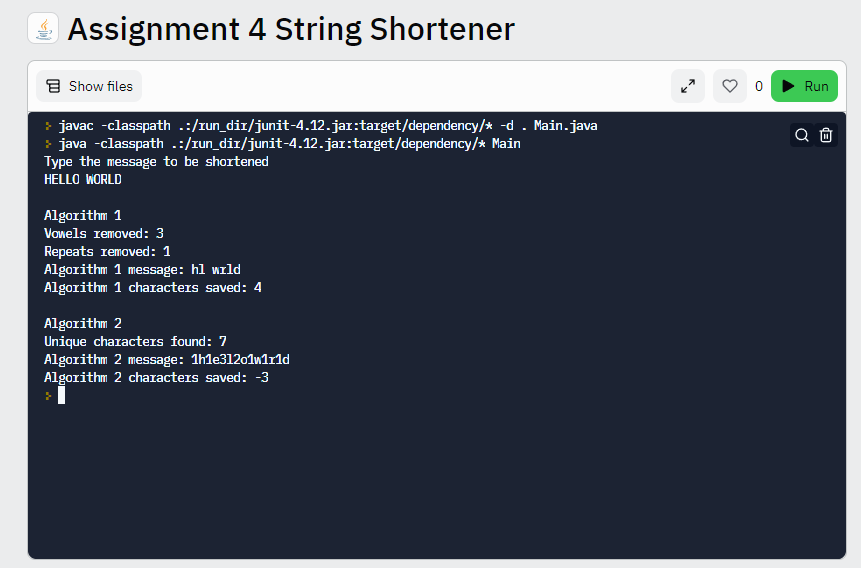 Assignment 4 String Shortener
Show files
0
Run
javac -classpath .:/run_dir/junit-4.12.jar:target/dependency/* -d . Main.java
java -classpath .:/run_dir/junit-4.12.jar:target/dependency/* Main
Type the message to be shortened
HELLO WORLD
Algorithm 1
Vowels removed: 3
Repeats removed: 1
Algorithm 1 message: hl wrld
Algorithm 1 characters saved: 4
Algorithm 2
Unique characters found: 7
Algorithm 2 message: 1h1e3l2o1w1r1d
Algorithm 2 characters saved: -3